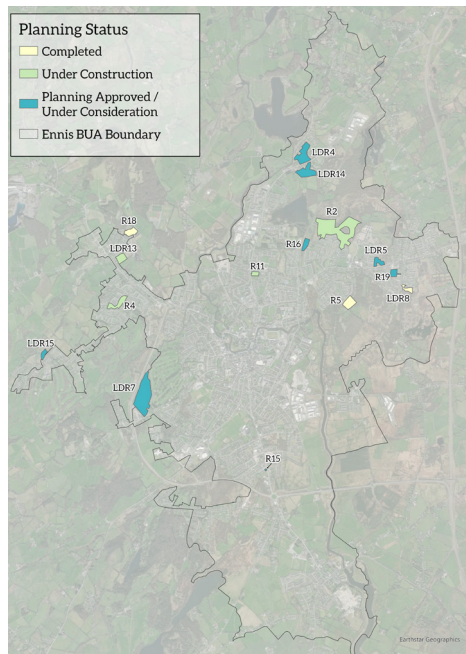 Planning Status
Completed
Under Construction
Planning Approved /
Under Consideration
Ennis BUA Boundary
LDR4
LDR14
R2
R18
R16
LDR13
LDR5
R11
R19
LDR8
R5
R4
LDR15
LDR7
R15
Earthstar Geographics